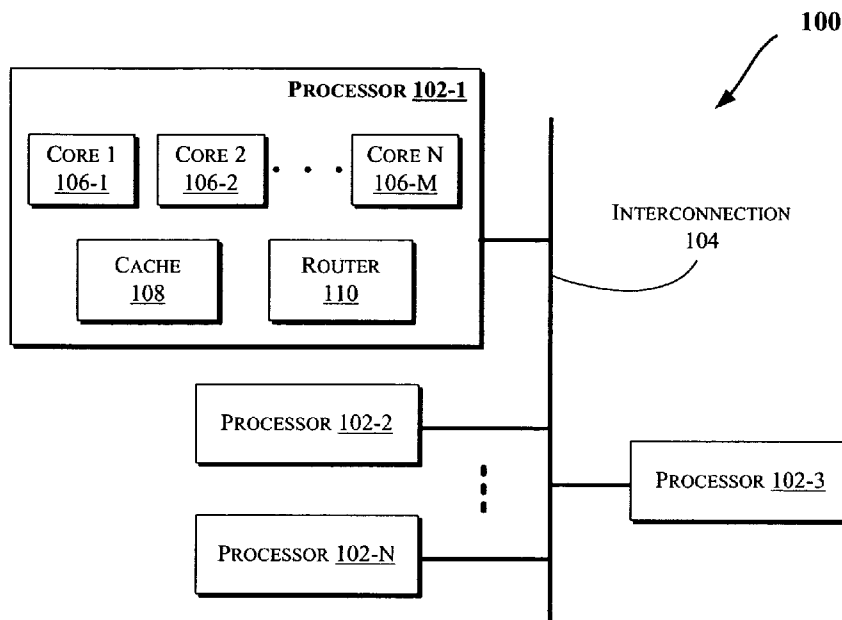 100
PROCESSOR 102-1
CORE 1
106-1
CORE 2
106-2
CORE N
106-M
CACHE
108
ROUTER
110
INTERCONNECTION
104
PROCESSOR 102-2
PROCESSOR 102-3
PROCESSOR 102-N